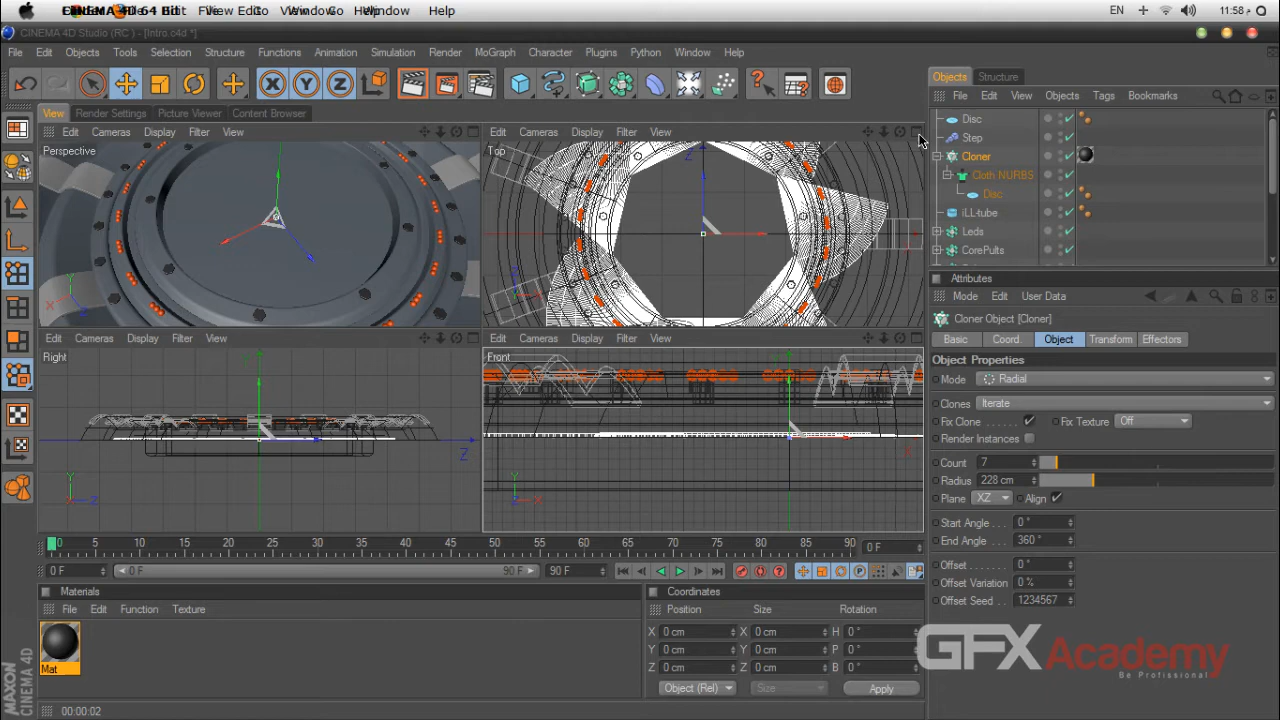 CINEMA 4D 64 Bit Edit View Go Window Help EN 11:58
CINEMA 4D Studio (RC ) - [Intro.c4d *]
File Edit Objects Tools Selection Structure Functions Animation Simulation Render MoGraph Character Plugins Python Window Help
View Render Settings Picture Viewer Content Browser
Objects Structure
File Edit View Objects Tags Bookmarks
Edit Cameras Display Filter View
Edit Cameras Display Filter View
Perspective
Top
Disc
Step
Cloner
Cloth NURBS
Disc
iLL-tube
Leds
CorePults
Edit Cameras Display Filter View
Edit Cameras Display Filter View
Right
Front
Attributes
Mode Edit User Data
Cloner Object [Cloner]
Basic Coord. Object Transform Effectors
Object Properties
Mode Radial
Clones Iterate
Fix Clone Fix Texture Off
Render Instances
Count 7
Radius 228 cm
Plane XZ Align
Start Angle 0 °
End Angle 360 °
Offset 0 °
Offset Variation 0 %
Offset Seed 1234567
0 5 10 15 20 25 30 35 40 45 50 55 60 65 70 75 80 85 90 0 F
0 F 0 F 90 F 90 F
Materials
File Edit Function Texture
Mat
Coordinates
Position Size Rotation
X 0 cm X 0 cm H 0 °
Y 0 cm Y 0 cm P 0 °
Z 0 cm Z 0 cm B 0 °
Object (Rel) Size Apply
GFX Academy
Be Profissional
MAXON CINEMA 4D
00:00:02